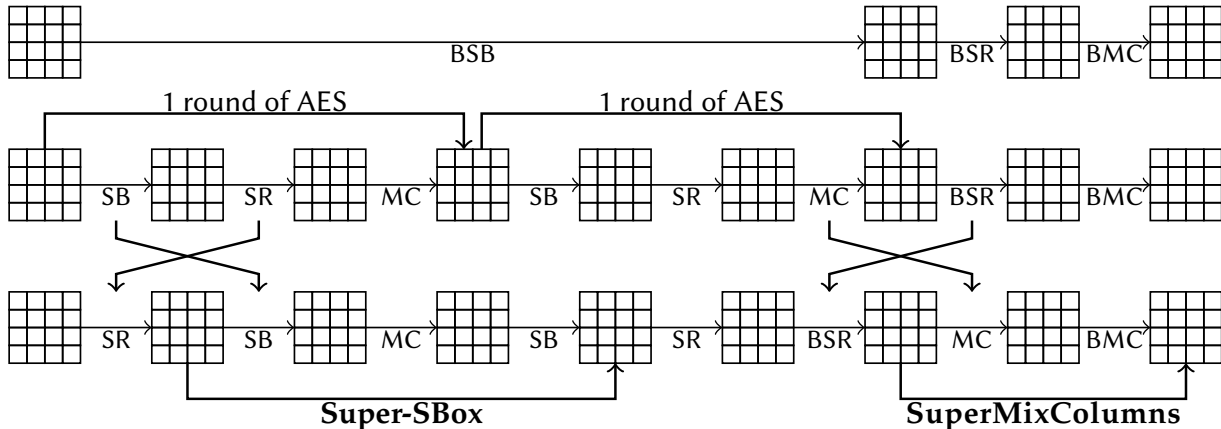 BSB BSR BMC
1 round of AES 1 round of AES
SB SR MC SB SR MC BSR BMC
SR SB MC SB SR BSR MC BMC
Super-SBox SuperMixColumns